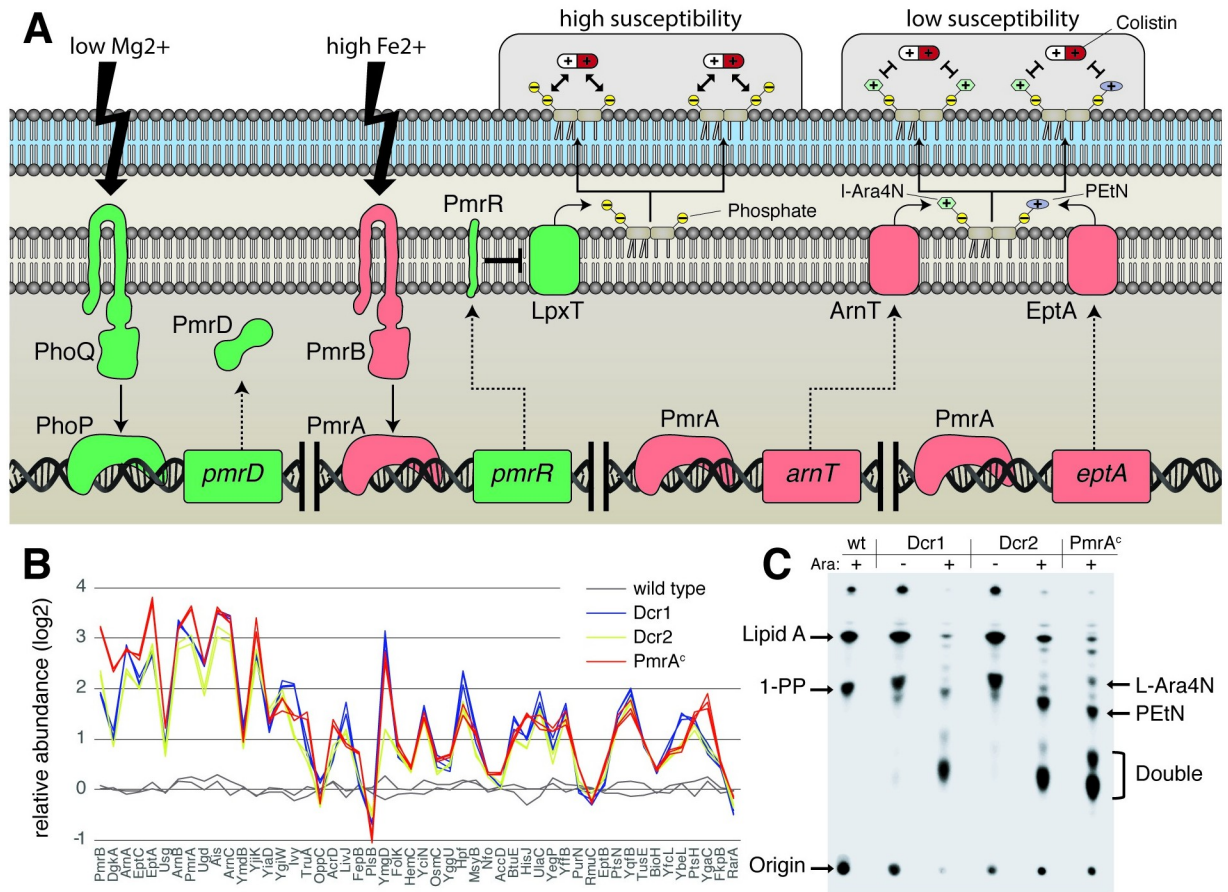 A
low Mg2+
high Fe2+
high susceptibility
low susceptibility
Colistin
PmrR
l-Ara4N
PEtN
Phosphate
LpxT
ArnT
EptA
PmrD
PhoQ
PmrB
PhoP
PmrA
PmrA
PmrA
pmrD
pmrR
arnT
eptA
B
relative abundance (log2)
4
3
2
1
0
-1
wild type
Dcr1
Dcr2
PmrAᶜ
PmrB
DgkA
ArnA
EptC
EptA
Usg
ArnB
PmrA
Ugd
Ais
ArnC
YmdB
YjiK
YiaD
YgiW
Ivy
TruA
OppC
AcrD
LivJ
FepB
PlsB
YmgD
FolK
HemC
YciN
OsmC
YggU
Hpf
MsyB
Nfo
AccD
BtuE
HisJ
UlaC
YegP
YffB
PurN
RmuC
EptB
PtsN
YqfB
TusE
BioH
YfcL
YbeL
PtsH
YgaC
FkpB
RarA
C
wt Dcr1 Dcr2 PmrAᶜ
Ara: + - + - + +
Lipid A
1-PP
L-Ara4N
PEtN
Double
Origin